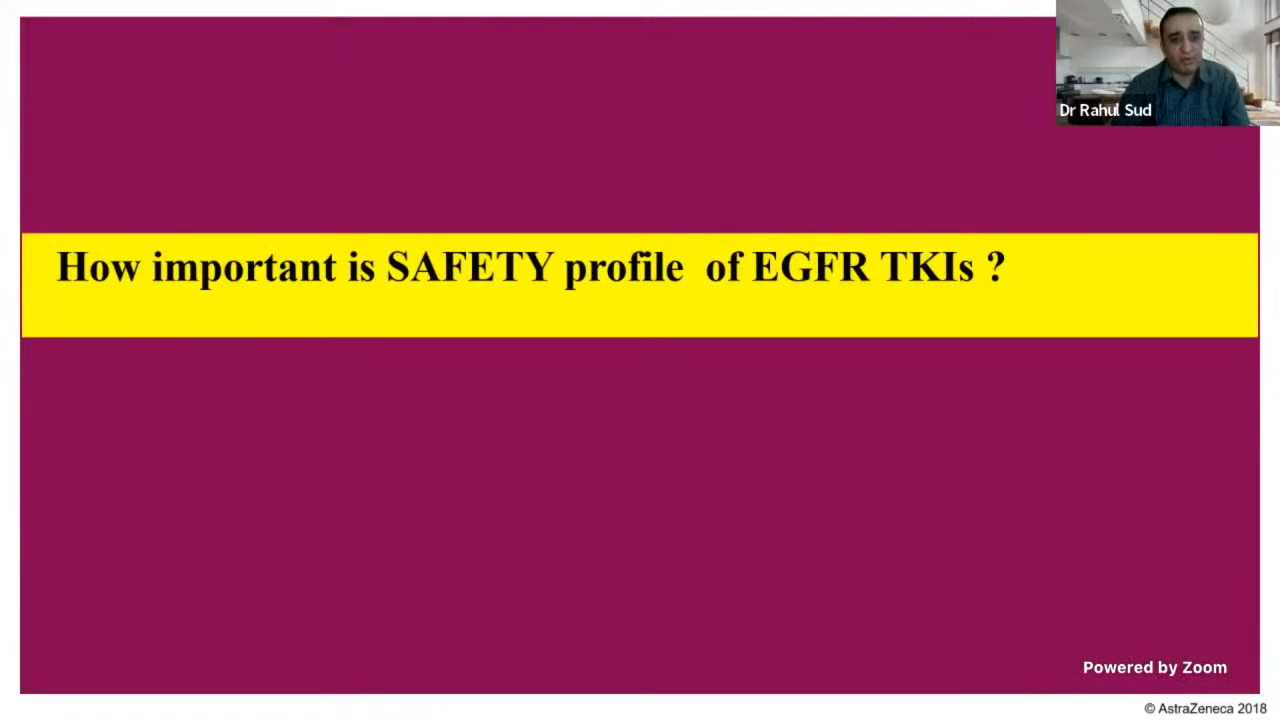 Dr Rahul Sud
How important is SAFETY profile  of EGFR TKIs ?
Powered by Zoom
© AstraZeneca 2018